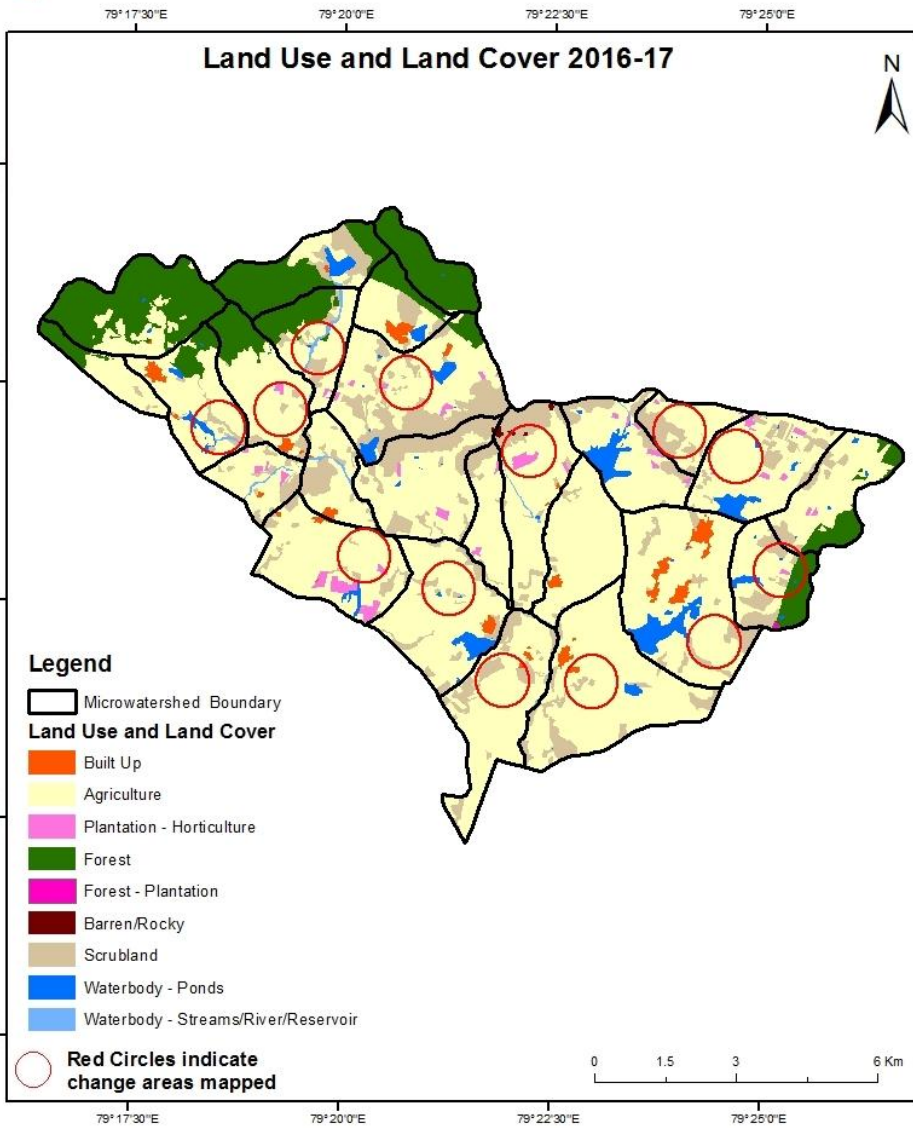 79°17'30"E 79°20'0"E 79°22'30"E 79°25'0"E
Land Use and Land Cover 2016-17
N
Legend
Microwatershed Boundary
Land Use and Land Cover
Built Up
Agriculture
Plantation - Horticulture
Forest
Forest - Plantation
Barren/Rocky
Scrubland
Waterbody - Ponds
Waterbody - Streams/River/Reservoir
Red Circles indicate
change areas mapped
0 1.5 3 6 Km
79°17'30"E 79°20'0"E 79°22'30"E 79°25'0"E